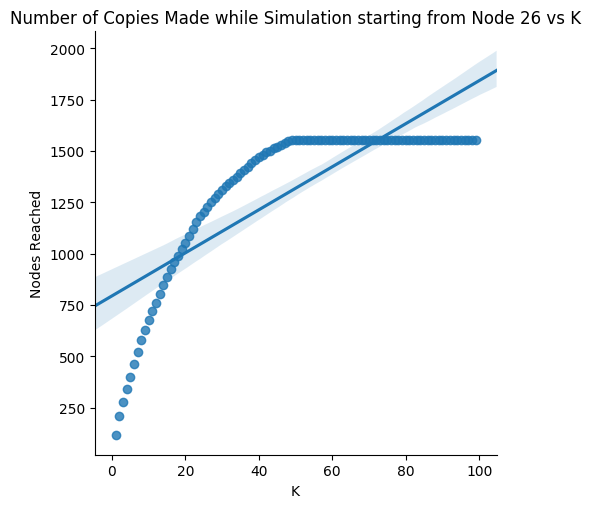 Number of Copies Made while Simulation starting from Node 26 vs K
2000
1750
1500
1250
1000
750
500
250
Nodes Reached
0 20 40 60 80 100
K